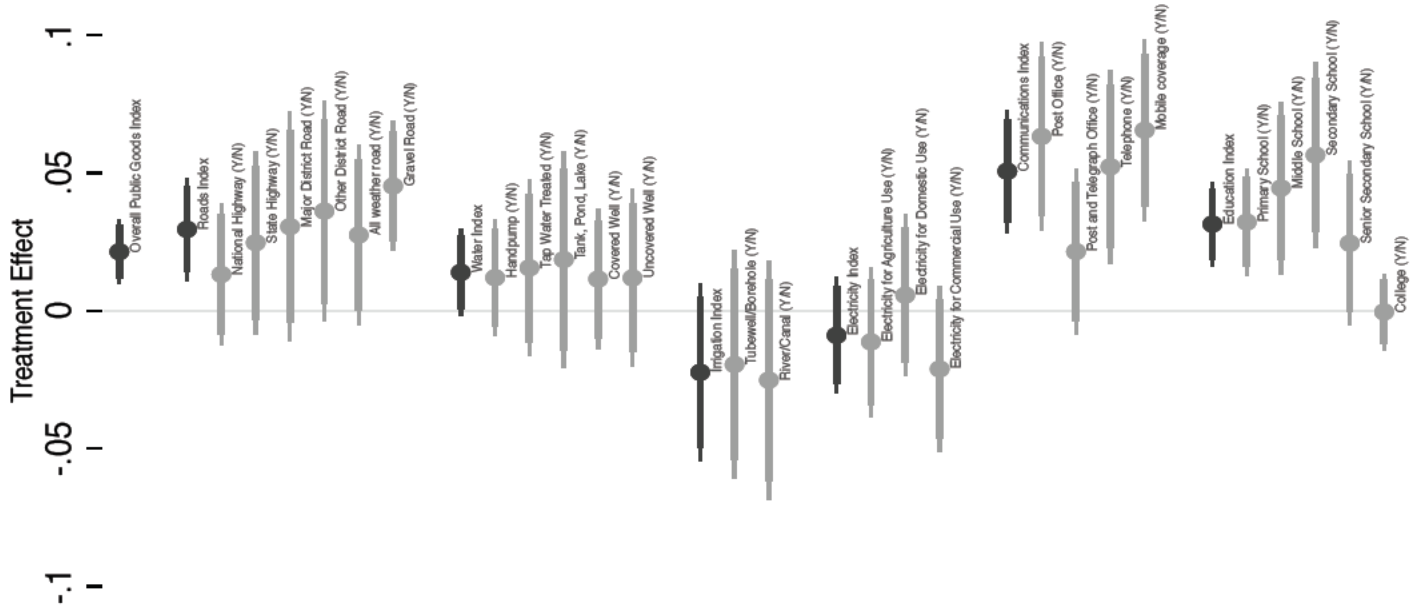 Treatment Effect
.1
.05
0
-.05
-.1
Overall Public Goods Index
Roads Index
National Highway (Y/N)
State Highway (Y/N)
Major District Road (Y/N)
Other District Road (Y/N)
All weather road (Y/N)
Gravel Road (Y/N)
Water Index
Handpump (Y/N)
Tap Water Treated (Y/N)
Tank, Pond, Lake (Y/N)
Covered Well (Y/N)
Uncovered Well (Y/N)
Irrigation Index
Tubewell/Borehole (Y/N)
River/Canal (Y/N)
Electricity Index
Electricity for Agriculture Use (Y/N)
Electricity for Domestic Use (Y/N)
Electricity for Commercial Use (Y/N)
Communications Index
Post Office (Y/N)
Post and Telegraph Office (Y/N)
Telephone (Y/N)
Mobile coverage (Y/N)
Education Index
Primary School (Y/N)
Middle School (Y/N)
Secondary School (Y/N)
Senior Secondary School (Y/N)
College (Y/N)